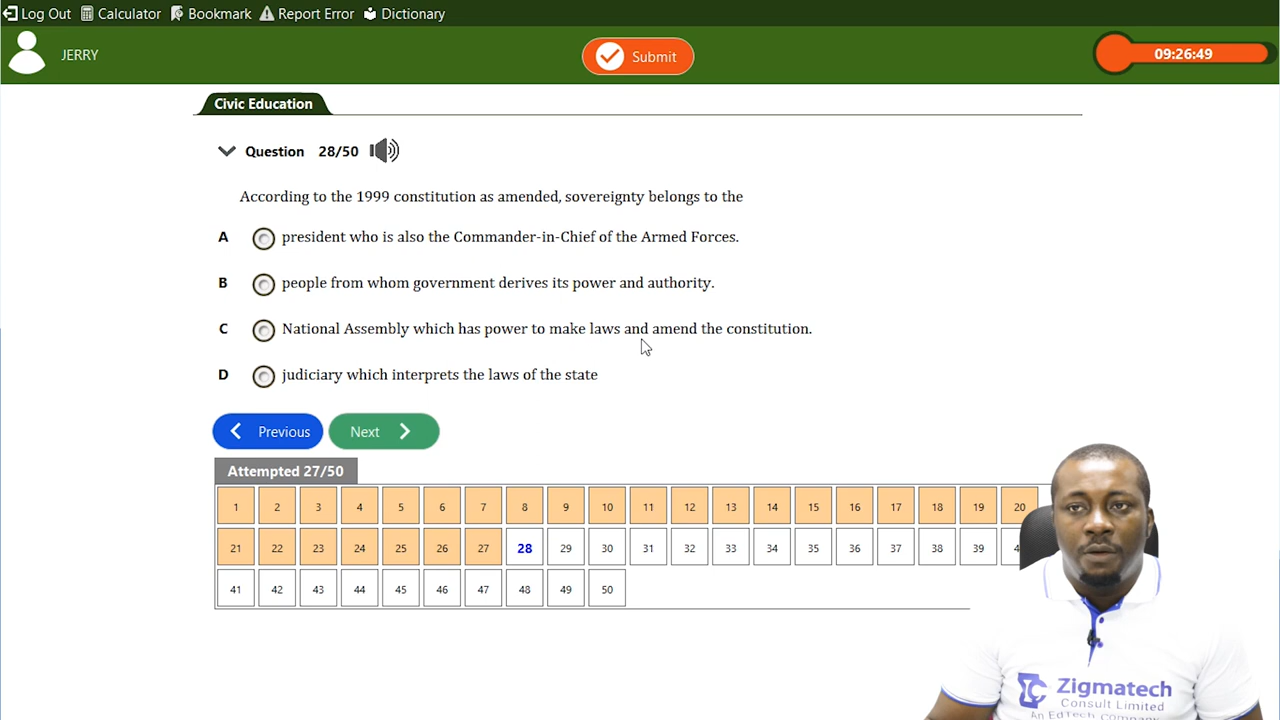 Log Out Calculator Bookmark Report Error Dictionary
JERRY Submit 09:26:49
Civic Education
Question 28/50
According to the 1999 constitution as amended, sovereignty belongs to the
A president who is also the Commander-in-Chief of the Armed Forces.
B people from whom government derives its power and authority.
C National Assembly which has power to make laws and amend the constitution.
D judiciary which interprets the laws of the state
Previous Next
Attempted 27/50
1 2 3 4 5 6 7 8 9 10 11 12 13 14 15 16 17 18 19 20
21 22 23 24 25 26 27 28 29 30 31 32 33 34 35 36 37 38 39
41 42 43 44 45 46 47 48 49 50
Zigmatech
Consult Limited
An EdTech Company